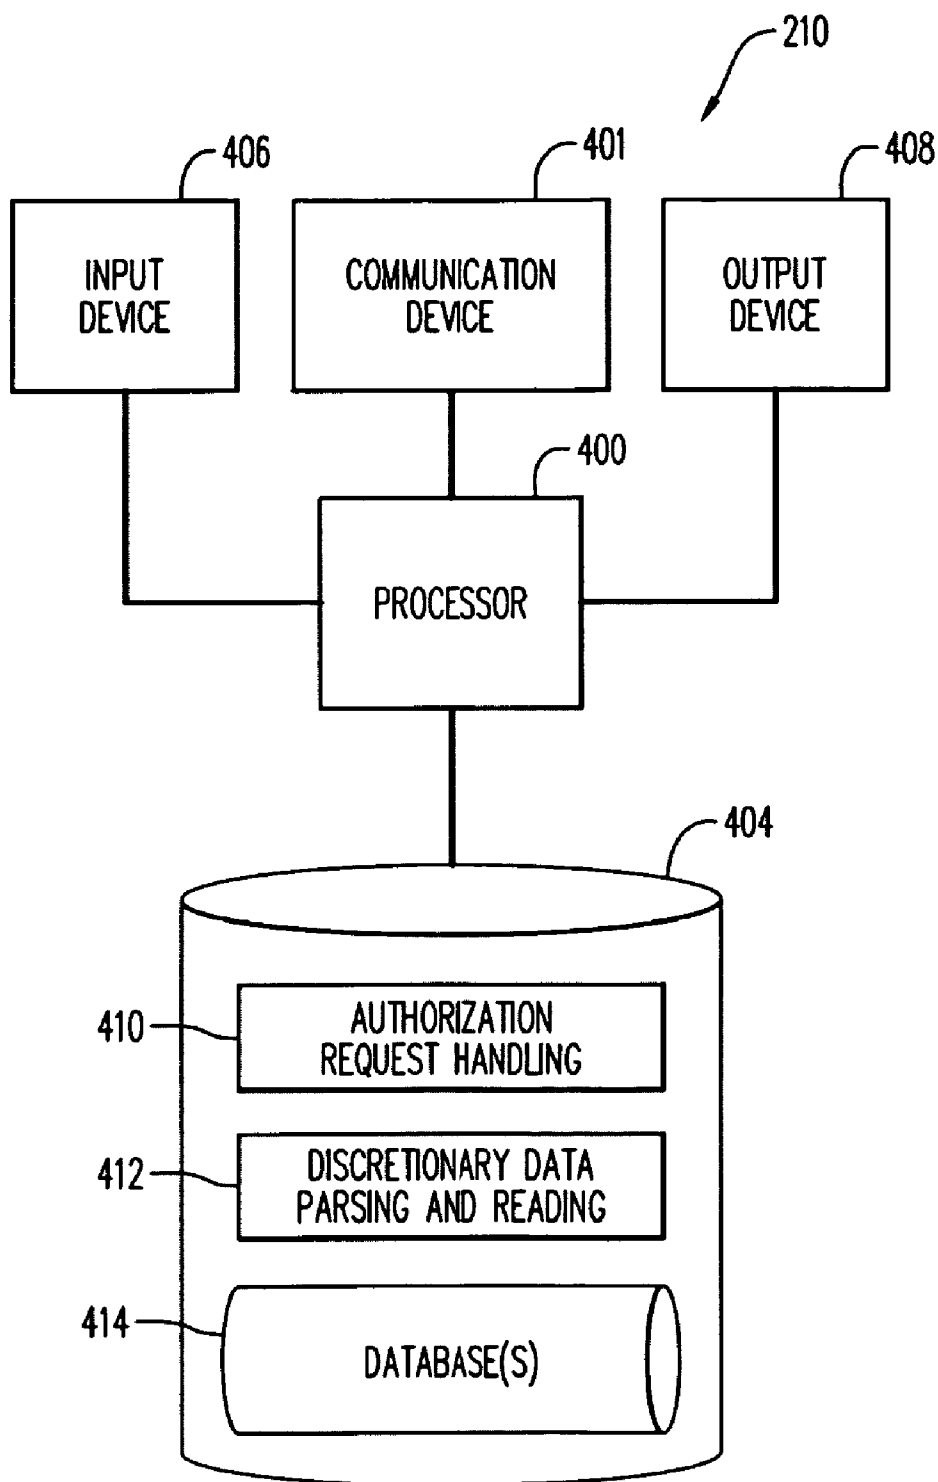 210
406
401
408
INPUT
DEVICE
COMMUNICATION
DEVICE
OUTPUT
DEVICE
400
PROCESSOR
404
410
AUTHORIZATION
REQUEST HANDLING
412
DISCRETIONARY DATA
PARSING AND READING
414
DATABASE(S)